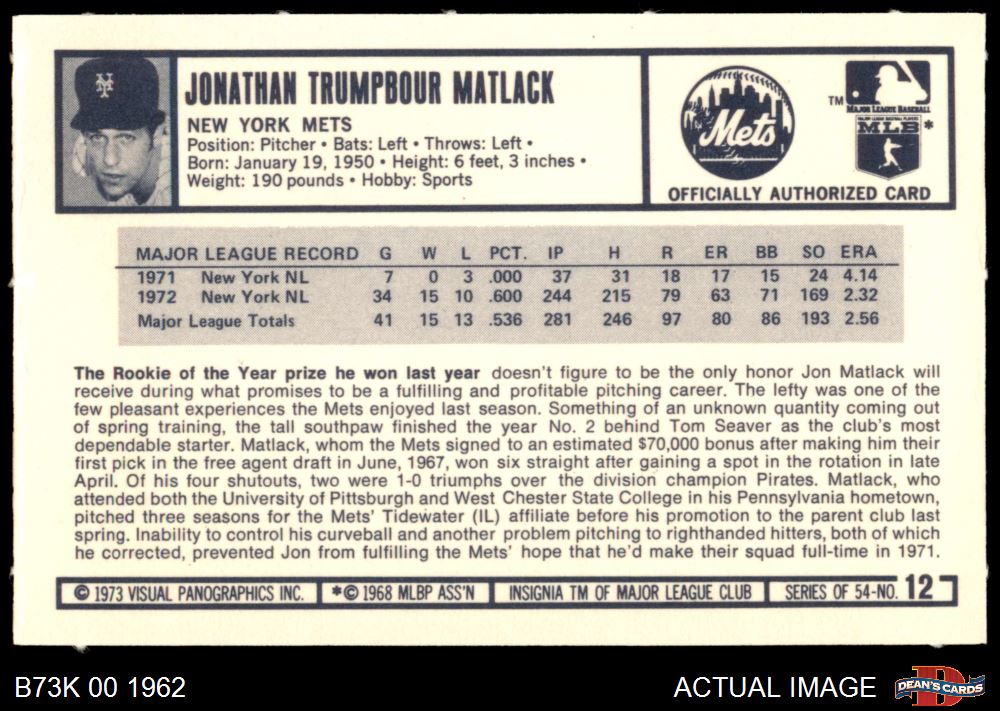 JONATHAN TRUMPBOUR MATLACK
NEW YORK METS
Position: Pitcher • Bats: Left • Throws: Left •
Born: January 19, 1950 • Height: 6 feet, 3 inches •
Weight: 190 pounds • Hobby: Sports
NY
Mets
TM
MAJOR LEAGUE BASEBALL
MAJOR LEAGUE BASEBALL PLAYERS
MLB *
OFFICIALLY AUTHORIZED CARD
MAJOR LEAGUE RECORD G W L PCT. IP H R ER BB SO ERA
1971 New York NL 7 0 3 .000 37 31 18 17 15 24 4.14
1972 New York NL 34 15 10 .600 244 215 79 63 71 169 2.32
Major League Totals 41 15 13 .536 281 246 97 80 86 193 2.56
The Rookie of the Year prize he won last year doesn't figure to be the only honor Jon Matlack will
receive during what promises to be a fulfilling and profitable pitching career. The lefty was one of the
few pleasant experiences the Mets enjoyed last season. Something of an unknown quantity coming out
of spring training, the tall southpaw finished the year No. 2 behind Tom Seaver as the club's most
dependable starter. Matlack, whom the Mets signed to an estimated $70,000 bonus after making him their
first pick in the free agent draft in June, 1967, won six straight after gaining a spot in the rotation in late
April. Of his four shutouts, two were 1-0 triumphs over the division champion Pirates. Matlack, who
attended both the University of Pittsburgh and West Chester State College in his Pennsylvania hometown,
pitched three seasons for the Mets' Tidewater (IL) affiliate before his promotion to the parent club last
spring. Inability to control his curveball and another problem pitching to righthanded hitters, both of which
he corrected, prevented Jon from fulfilling the Mets' hope that he'd make their squad full-time in 1971.
© 1973 VISUAL PANOGRAPHICS INC. *© 1968 MLBP ASS'N INSIGNIA TM OF MAJOR LEAGUE CLUB SERIES OF 54-NO. 12
B73K 00 1962
ACTUAL IMAGE
D
DEAN'S CARDS